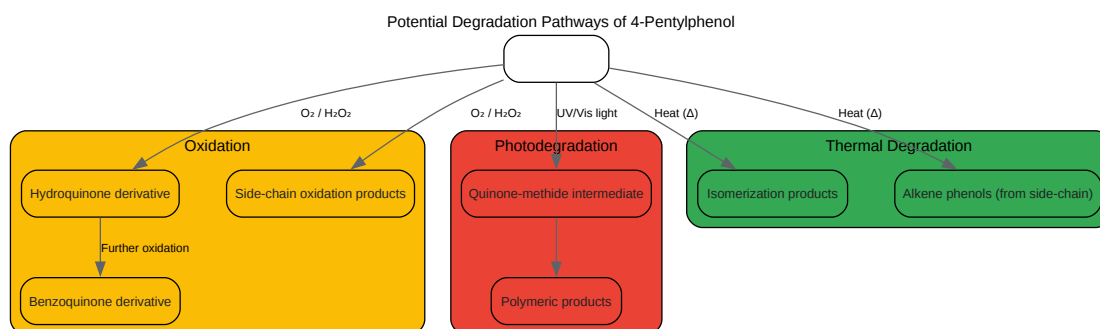 Potential Degradation Pathways of 4-Pentylphenol
O₂ / H₂O₂
O₂ / H₂O₂
UV/Vis light
Heat (Δ)
Heat (Δ)
Oxidation
Photodegradation
Thermal Degradation
Hydroquinone derivative
Side-chain oxidation products
Quinone-methide intermediate
Isomerization products
Alkene phenols (from side-chain)
Further oxidation
Benzoquinone derivative
Polymeric products